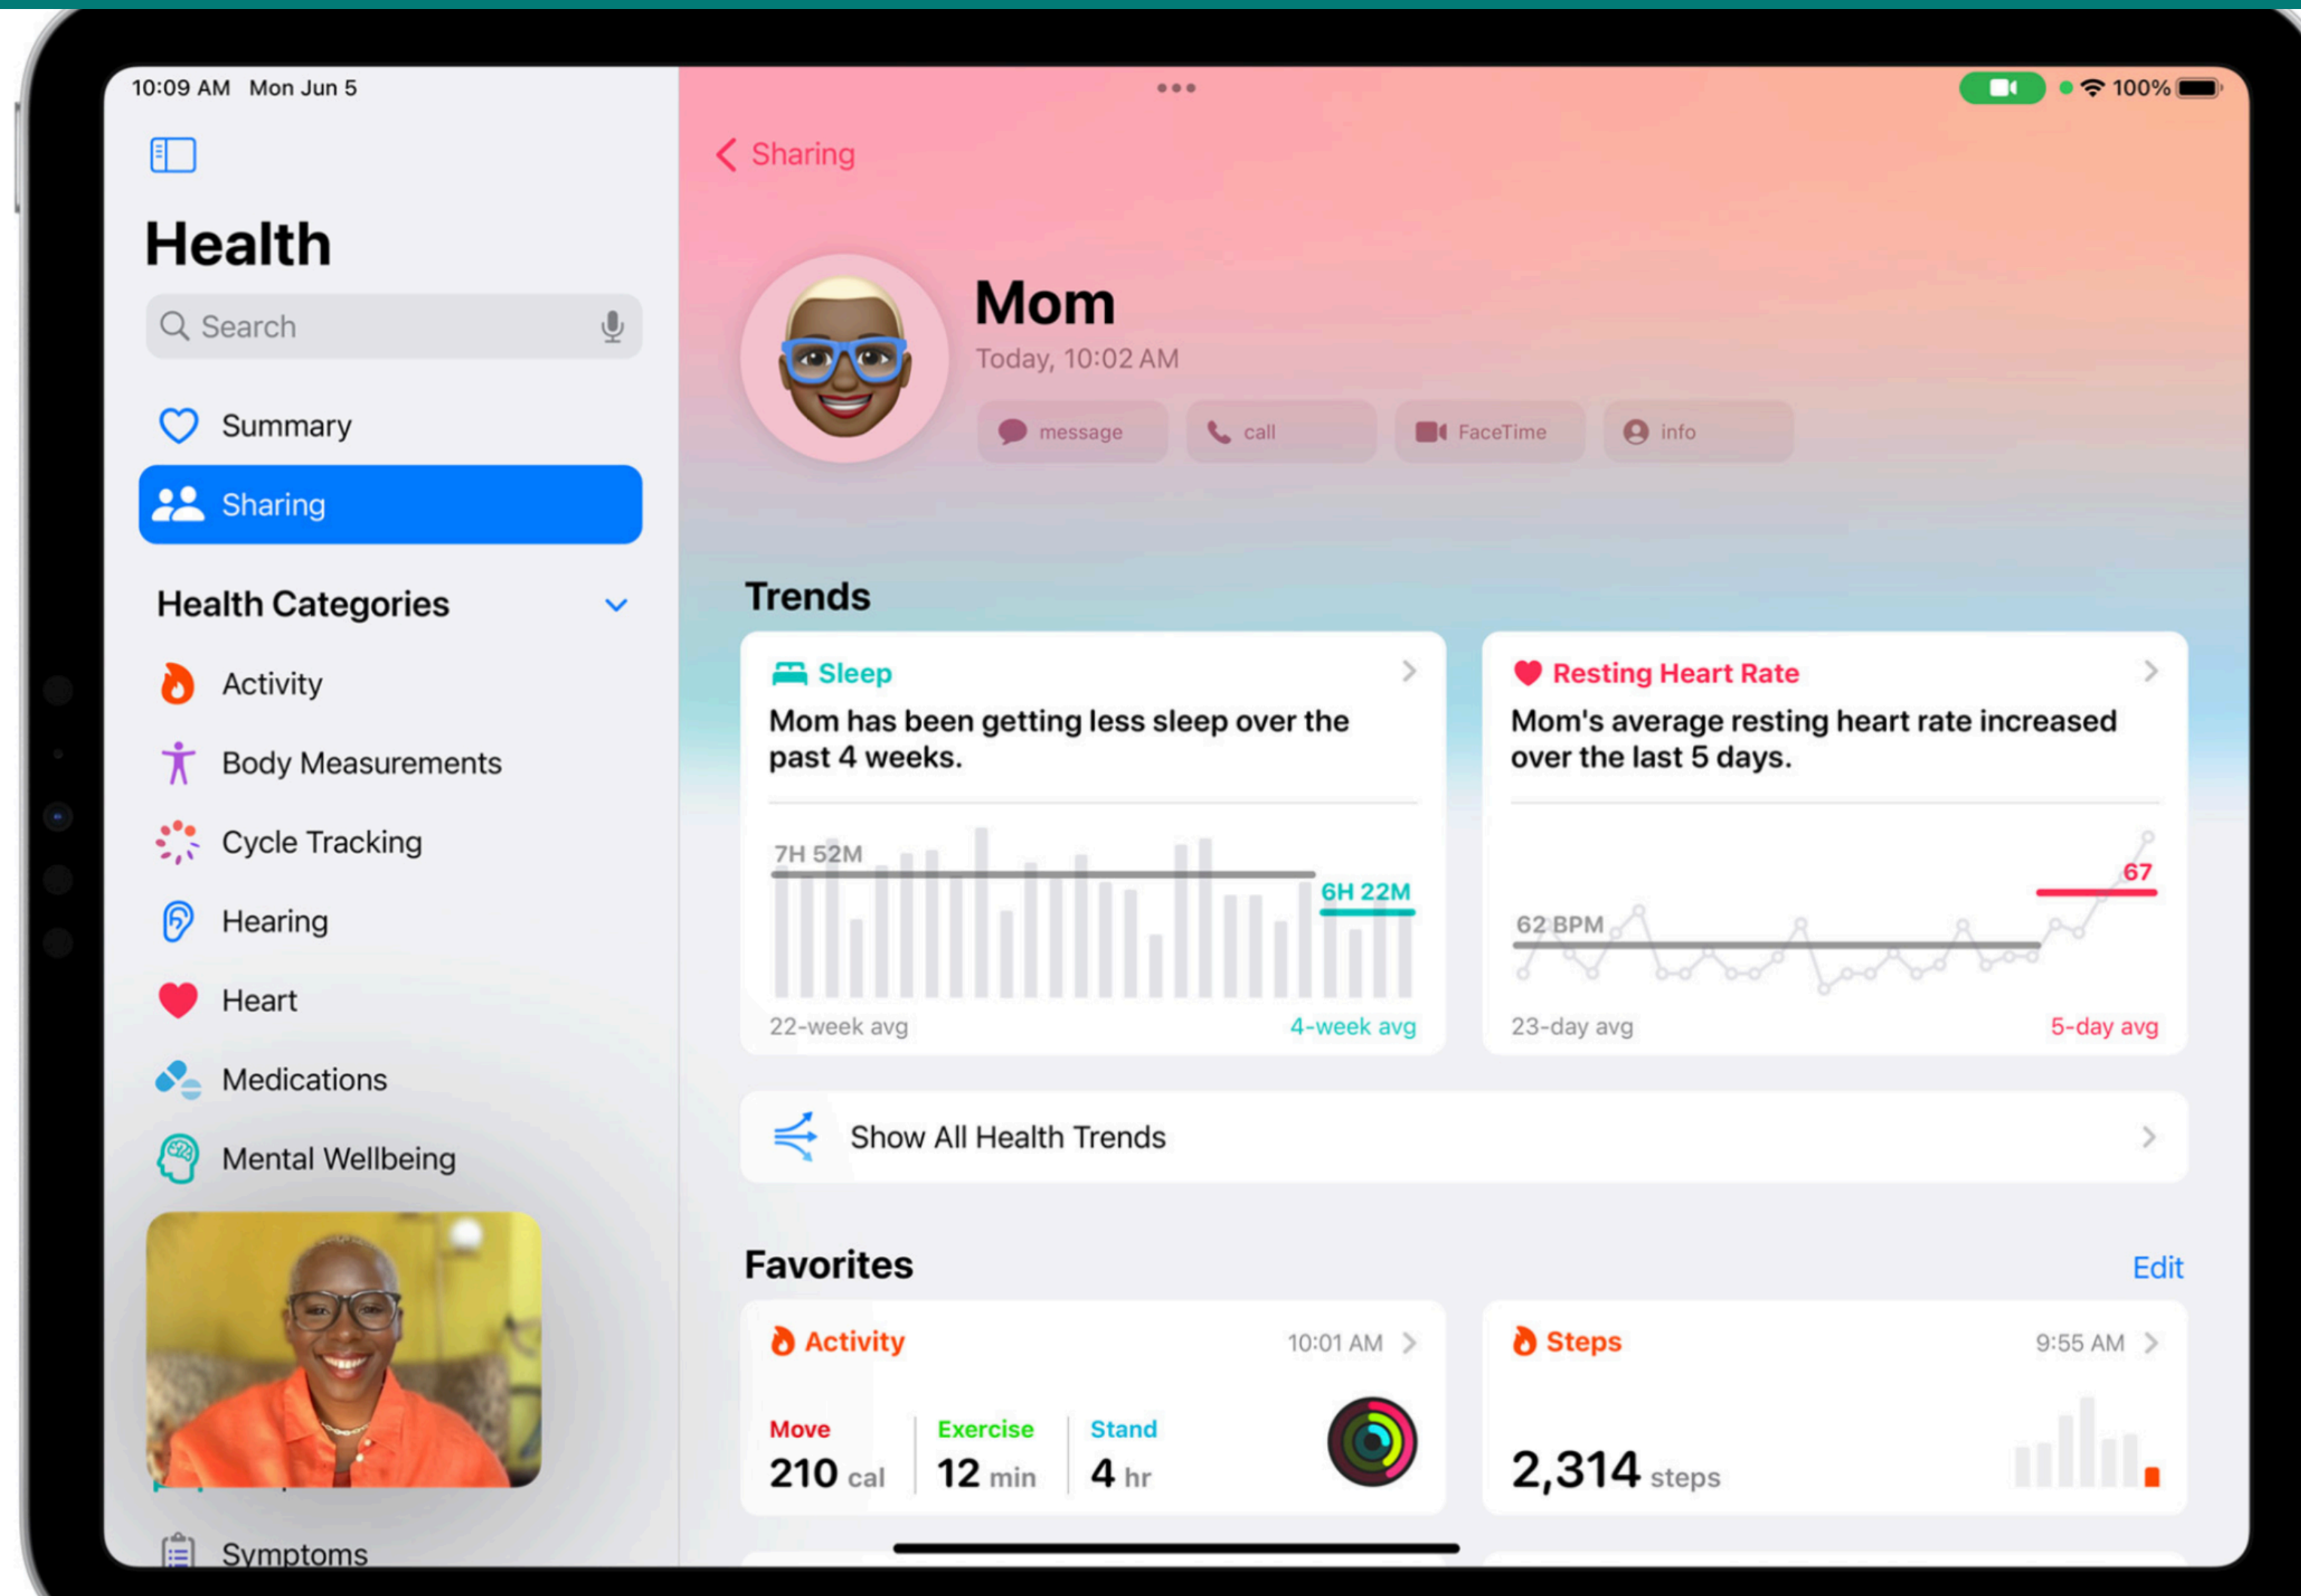 10:09 AM Mon Jun 5
100%
Health
Search
Summary
Sharing
Health Categories
Activity
Body Measurements
Cycle Tracking
Hearing
Heart
Medications
Mental Wellbeing
Symptoms
Sharing
Mom
Today, 10:02 AM
message
call
FaceTime
info
Trends
Sleep
Mom has been getting less sleep over the
past 4 weeks.
7H 52M
6H 22M
22-week avg
4-week avg
Resting Heart Rate
Mom's average resting heart rate increased
over the last 5 days.
67
62 BPM
23-day avg
5-day avg
Show All Health Trends
Favorites
Edit
Activity
10:01 AM
Move
210 cal
Exercise
12 min
Stand
4 hr
Steps
9:55 AM
2,314 steps